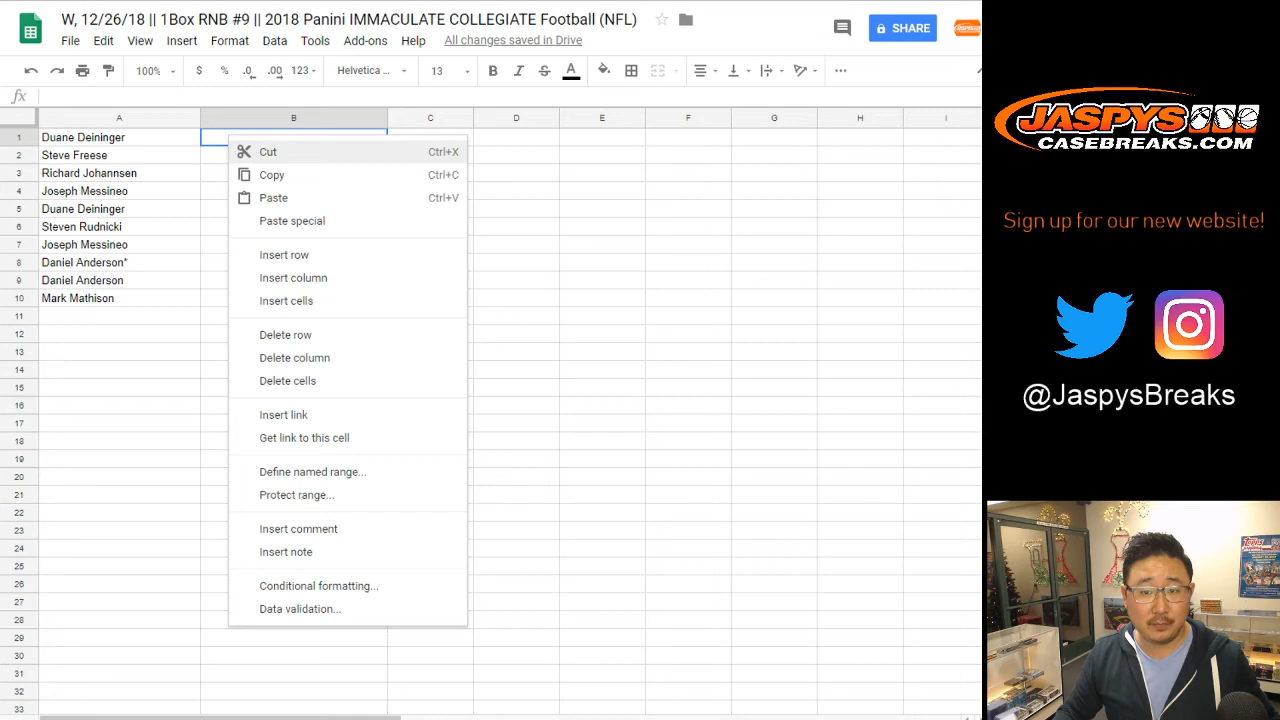 W, 12/26/18 || 1Box RNB #9 || 2018 Panini IMMACULATE COLLEGIATE Football (NFL)
SHARE
File Edit View Insert Format Data Tools Add-ons Help All changes saved in Drive
100% $ % .0 .00 123 Helvetica ... 13 B I S A
fx
A B C D E F G H I
1 Duane Deininger
2 Steve Freese
3 Richard Johannsen
4 Joseph Messineo
5 Duane Deininger
6 Steven Rudnicki
7 Joseph Messineo
8 Daniel Anderson*
9 Daniel Anderson
10 Mark Mathison
11
12
13
14
15
16
17
18
19
20
21
22
23
24
25
26
27
28
29
30
31
32
33
Cut Ctrl+X
Copy Ctrl+C
Paste Ctrl+V
Paste special
Insert row
Insert column
Insert cells
Delete row
Delete column
Delete cells
Insert link
Get link to this cell
Define named range...
Protect range...
Insert comment
Insert note
Conditional formatting...
Data validation...
JASPYS
CASEBREAKS.COM
Sign up for our new website!
@JaspysBreaks
TOPPS